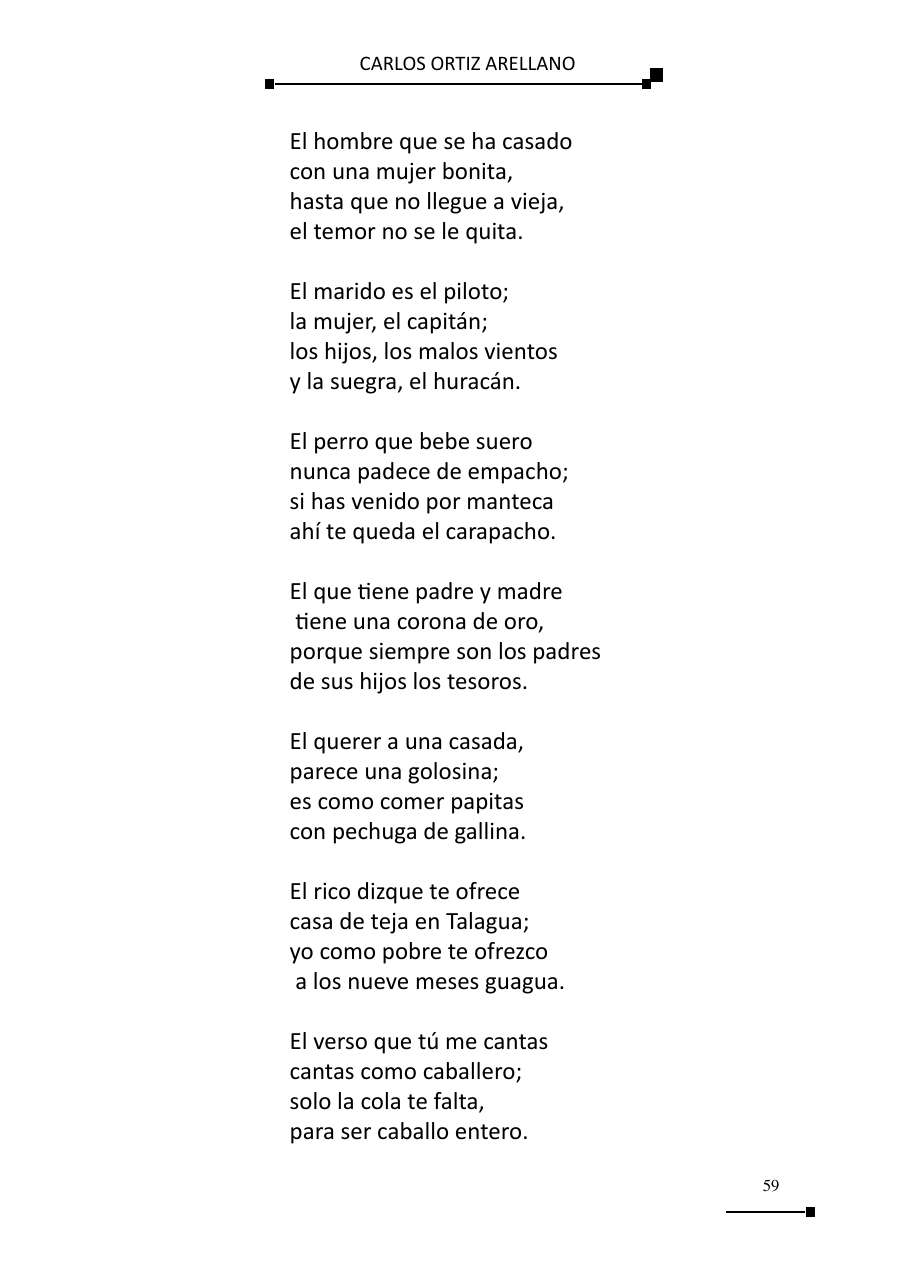 CARLOS ORTIZ ARELLANO
El hombre que se ha casado
con una mujer bonita,
hasta que no llegue a vieja,
el temor no se le quita.
El marido es el piloto;
la mujer, el capitán;
los hijos, los malos vientos
y la suegra, el huracán.
El perro que bebe suero
nunca padece de empacho;
si has venido por manteca
ahí te queda el carapacho.
El que tiene padre y madre
tiene una corona de oro,
porque siempre son los padres
de sus hijos los tesoros.
El querer a una casada,
parece una golosina;
es como comer papitas
con pechuga de gallina.
El rico dizque te ofrece
casa de teja en Talagua;
yo como pobre te ofrezco
a los nueve meses guagua.
El verso que tú me cantas
cantas como caballero;
solo la cola te falta,
para ser caballo entero.
59